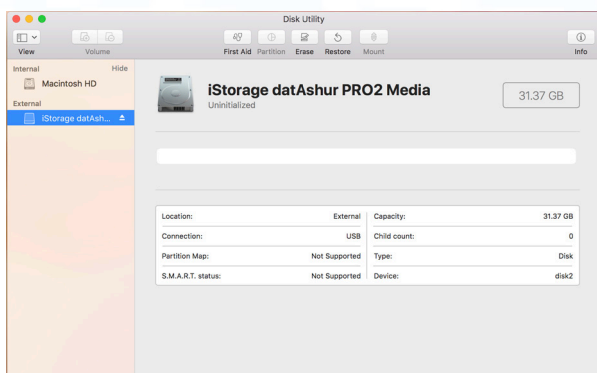 Disk Utility
View Volume First Aid Partition Erase Restore Mount Info
Internal Hide
Macintosh HD
External
iStorage datAsh...
iStorage datAshur PRO2 Media
Uninitialized
31.37 GB
Location: External Capacity: 31.37 GB
Connection: USB Child count: 0
Partition Map: Not Supported Type: Disk
S.M.A.R.T. status: Not Supported Device: disk2